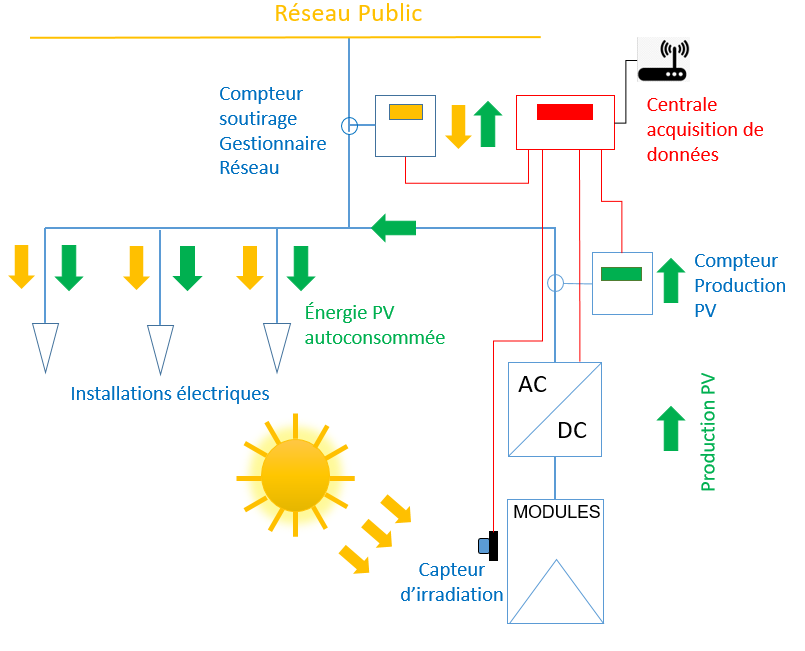 Réseau Public
Compteur
soutirage
Gestionnaire
Réseau
Centrale
acquisition de
données
Compteur
Production
PV
Énergie PV
autoconsommée
Installations électriques
AC
DC
Production PV
MODULES
Capteur
d’irradiation